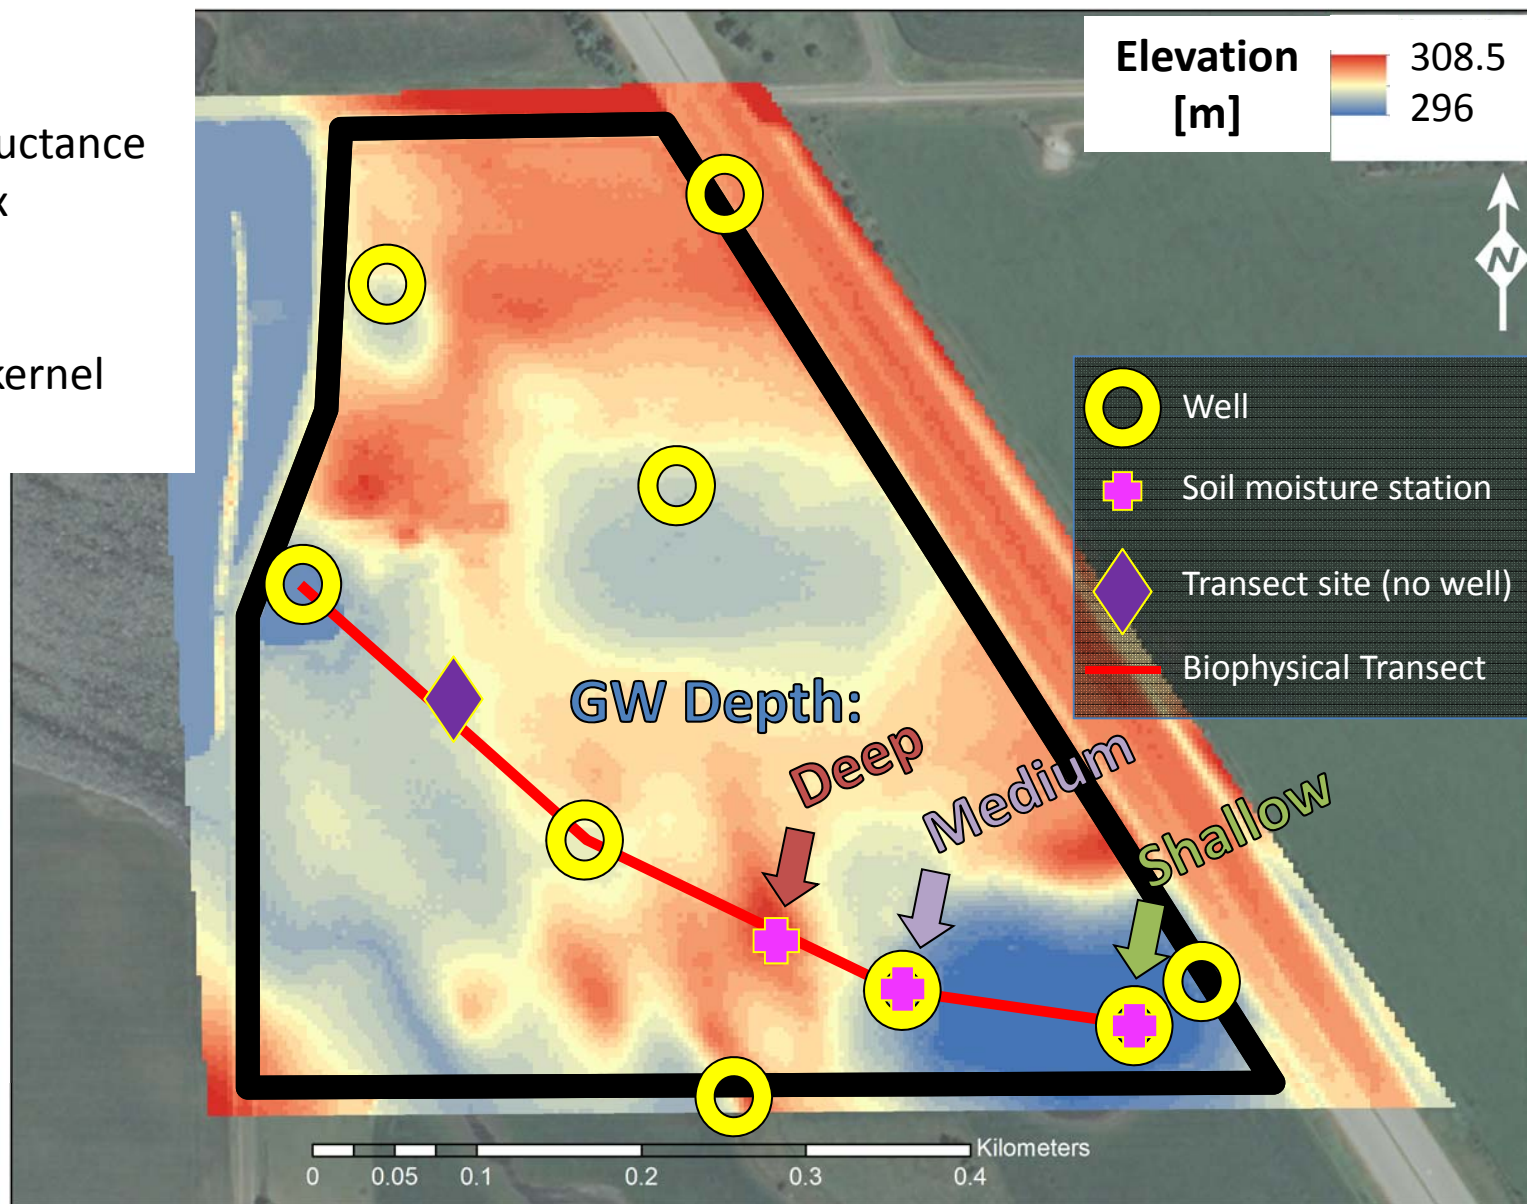 uctance
x
kernel
Elevation
[m]
308.5
296
N
Well
Soil moisture station
Transect site (no well)
Biophysical Transect
GW Depth:
Deep
Medium
Shallow
Kilometers
0 0.05 0.1 0.2 0.3 0.4